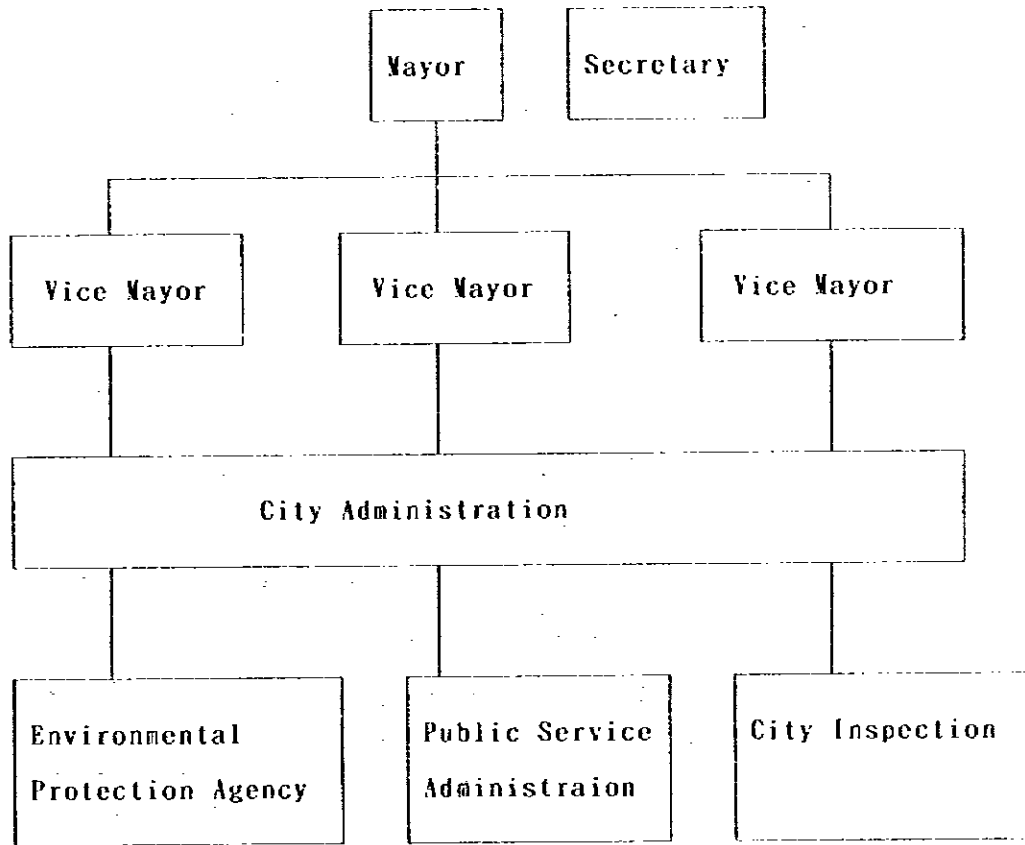 Mayor
Secretary
Vice Mayor
Vice Mayor
Vice Mayor
City Administration
Environmental
Protection Agency
Public Service
Administraion
City Inspection